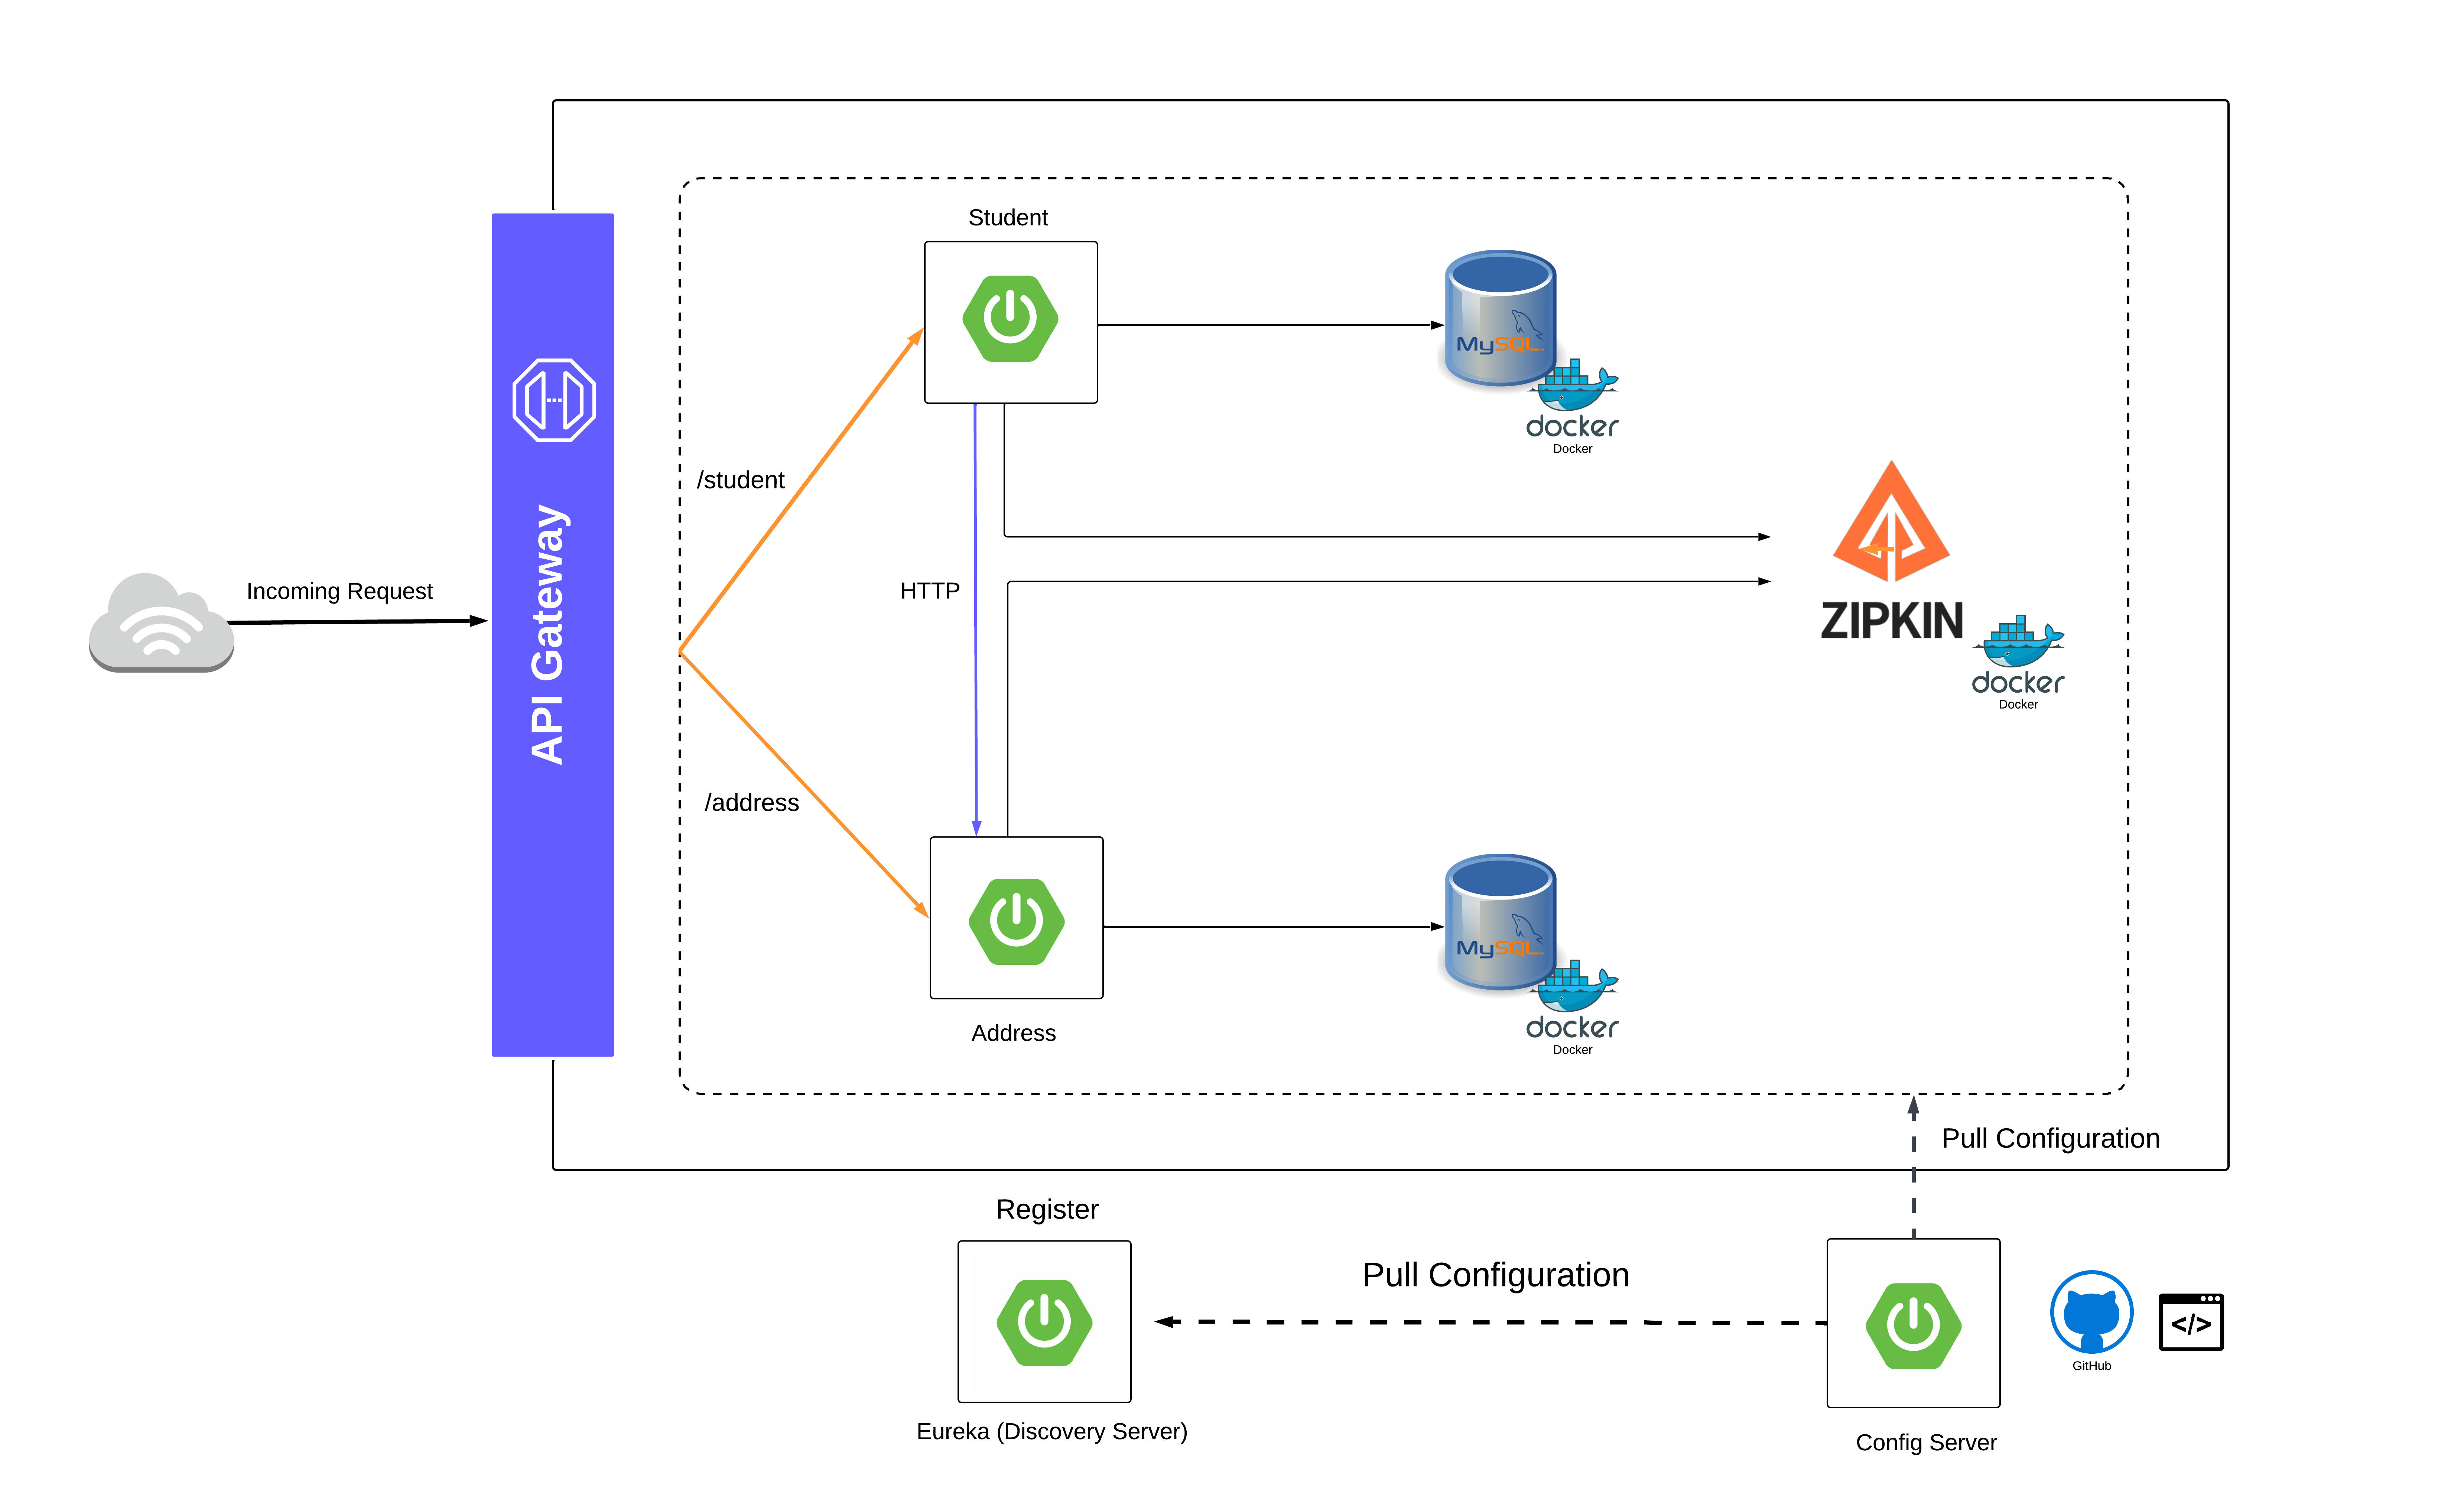 Student
MySQL
docker
Docker
/student
Incoming Request
API Gateway
HTTP
ZIPKIN
docker
Docker
/address
MySQL
docker
Docker
Address
Pull Configuration
Register
Pull Configuration
</>
GitHub
Eureka (Discovery Server)
Config Server